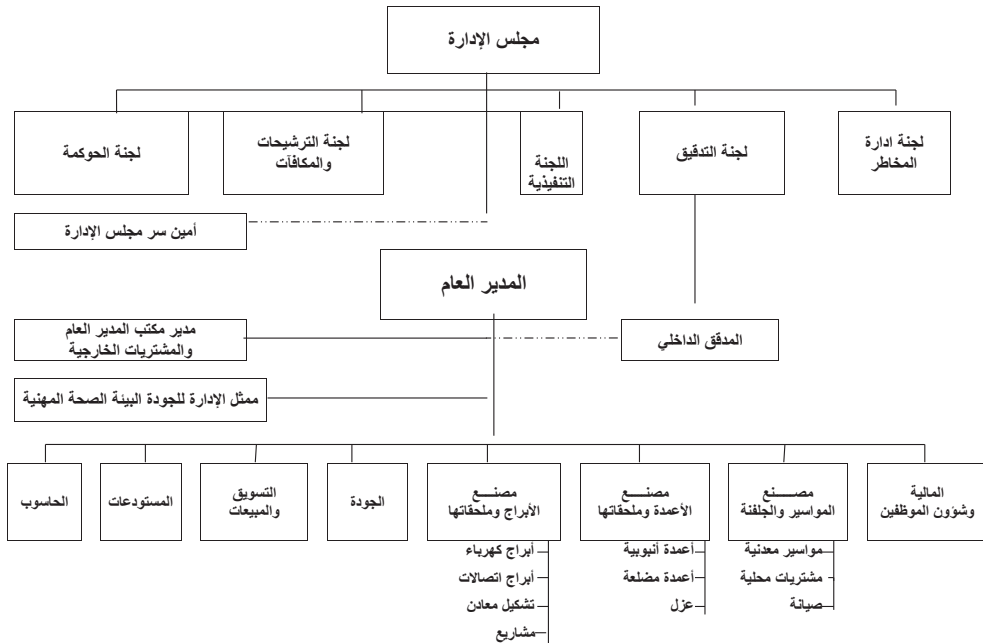 مجلس الإدارة
لجنة ادارة
المخاطر
لجنة التدقيق
اللجنة
التنفيذية
لجنة الترشيحات
والمكافآت
لجنة الحوكمة
أمين سر مجلس الإدارة
المدير العام
المدقق الداخلي
مدير مكتب المدير العام
والمشتريات الخارجية
ممثل الإدارة للجودة البيئة الصحة المهنية
المالية
وشؤون الموظفين
مصـــنع
المواسير والجلفنة
مواسير معدنية
مشتريات محلية
صيانة
مصنـــع
الأعمدة وملحقاتها
أعمدة أنبوبية
أعمدة مضلعة
عزل
مصنـــع
الأبراج وملحقاتها
أبراج كهرباء
أبراج اتصالات
تشكيل معادن
مشاريع
الجودة
التسويق
والمبيعات
المستودعات
الحاسوب